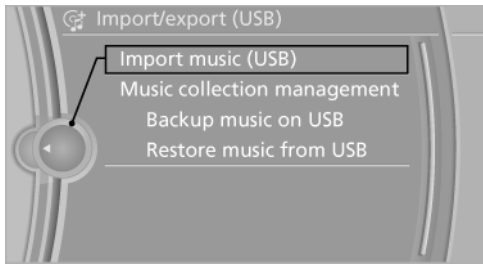 Import/export (USB)
Import music (USB)
Music collection management
Backup music on USB
Restore music from USB